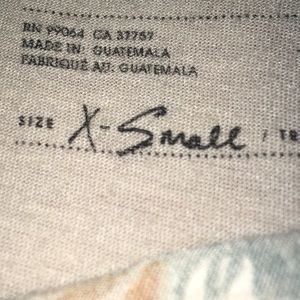 RN 99064 CA 37757
MADE IN: GUATEMALA
FABRIQUÉ AU: GUATEMALA
SIZE X-Small / TR